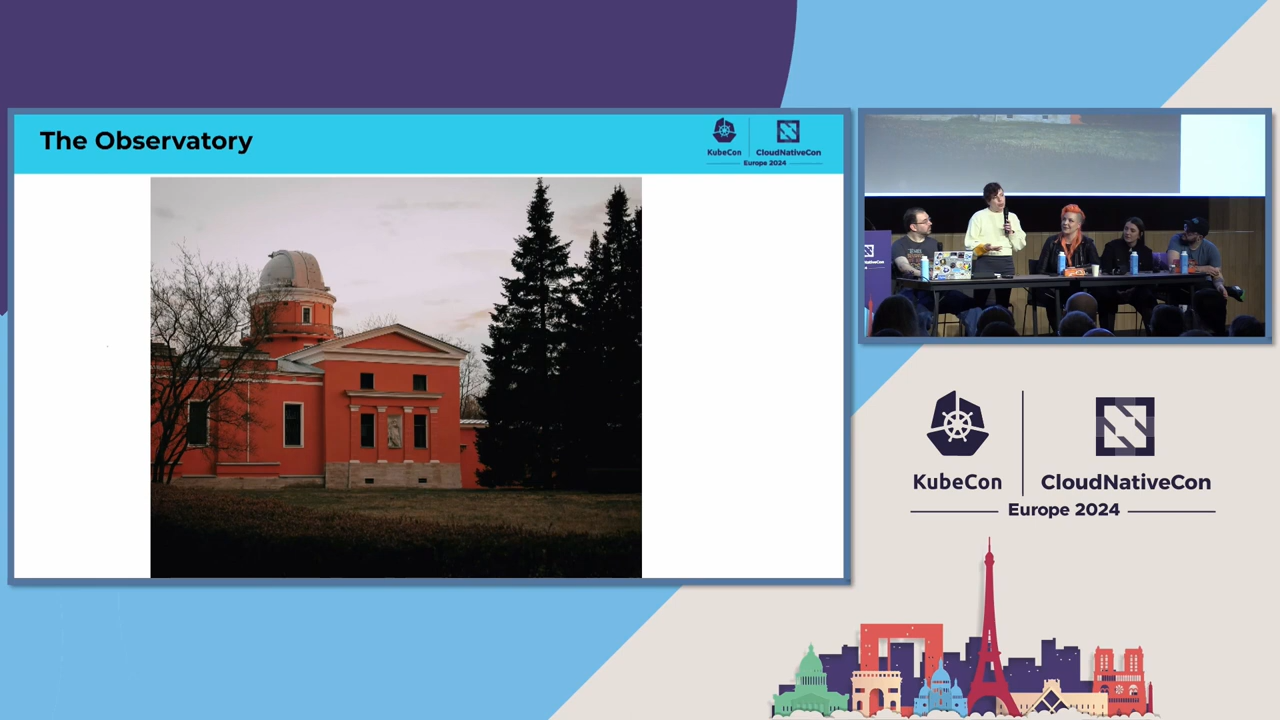 The Observatory
KubeCon
CloudNativeCon
Europe 2024
KubeCon
CloudNativeCon
Europe 2024